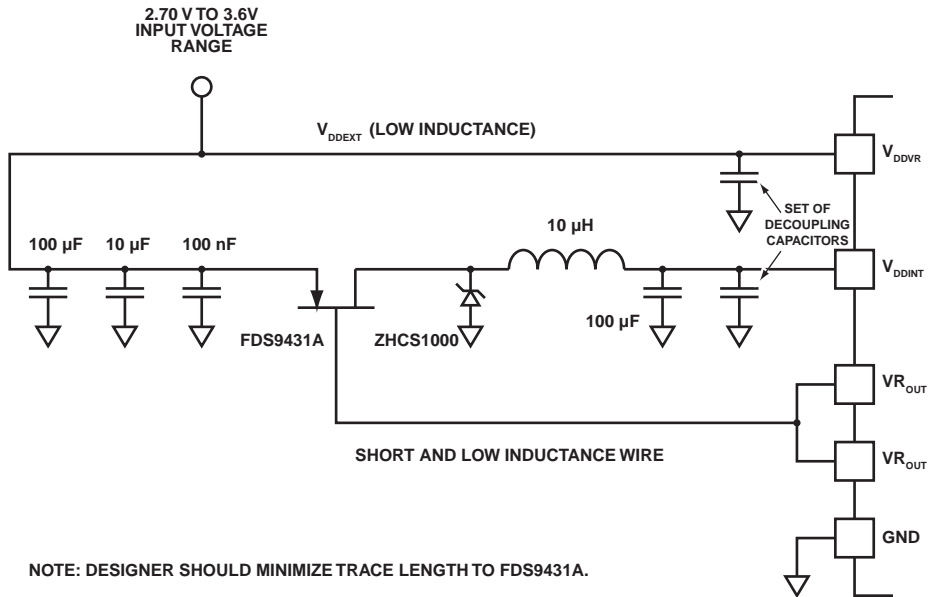 2.70 V TO 3.6V
INPUT VOLTAGE
RANGE
VDDEXT (LOW INDUCTANCE)
VDDVR
SET OF
DECOUPLING
CAPACITORS
100 µF
10 µF
100 nF
10 µH
VDDINT
FDS9431A
ZHCS1000
100 µF
VROUT
SHORT AND LOW INDUCTANCE WIRE
VROUT
GND
NOTE: DESIGNER SHOULD MINIMIZE TRACE LENGTH TO FDS9431A.